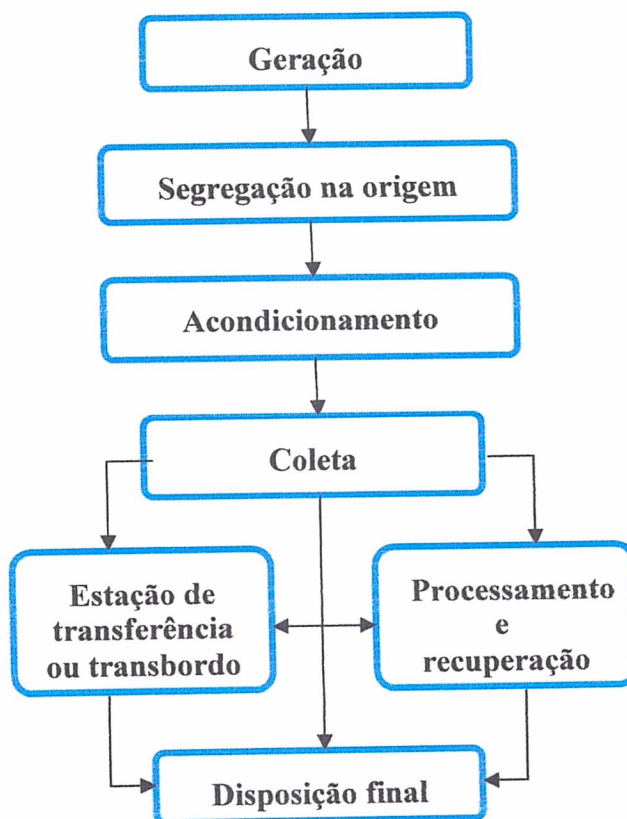 Geração
Segregação na origem
Acondicionamento
Coleta
Estação de
transferência
ou transbordo
Processamento
e
recuperação
Disposição final